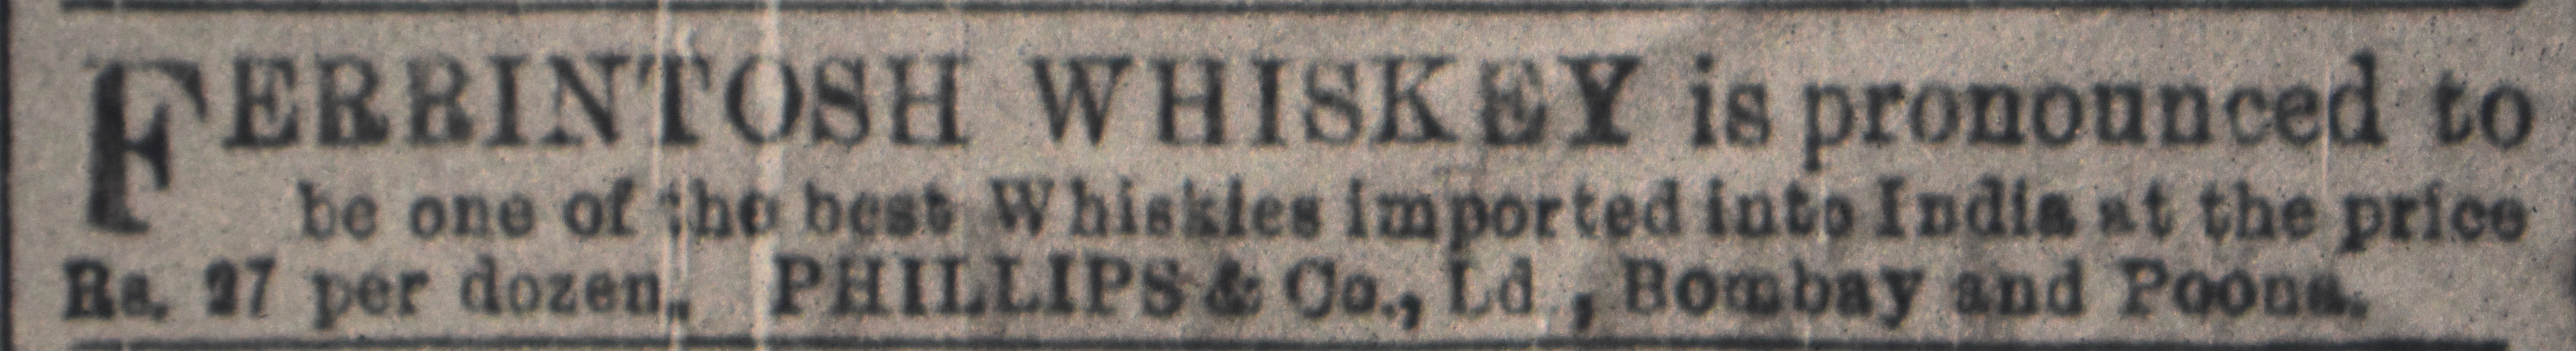 FERRINTOSH WHISKEY is pronounced to
be one of the best Whiskies imported into India at the price
Rs. 27 per dozen. PHILLIPS & Co., Ld , Bombay and Poona.